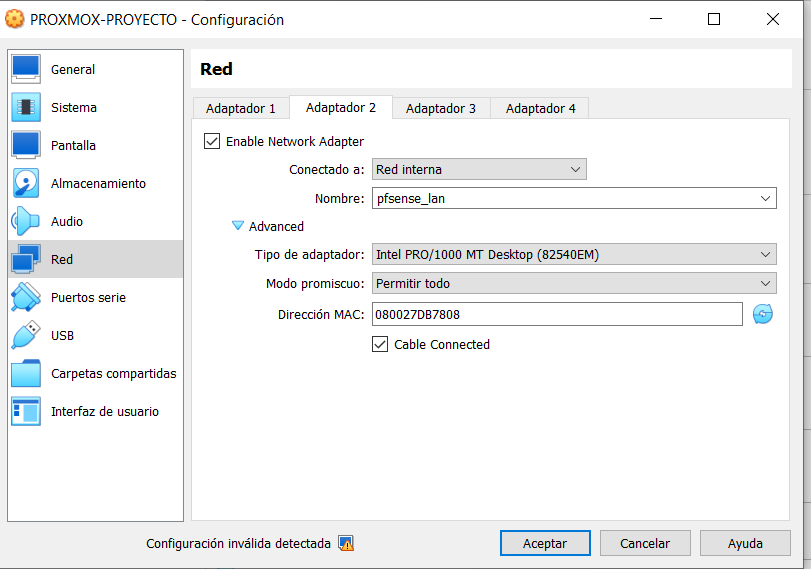 PROXMOX-PROYECTO - Configuración
General
Sistema
Pantalla
Almacenamiento
Audio
Red
Puertos serie
USB
Carpetas compartidas
Interfaz de usuario
Red
Adaptador 1 Adaptador 2 Adaptador 3 Adaptador 4
Enable Network Adapter
Conectado a: Red interna
Nombre: pfsense_lan
Advanced
Tipo de adaptador: Intel PRO/1000 MT Desktop (82540EM)
Modo promiscuo: Permitir todo
Dirección MAC: 080027DB7808
Cable Connected
Configuración inválida detectada
Aceptar Cancelar Ayuda